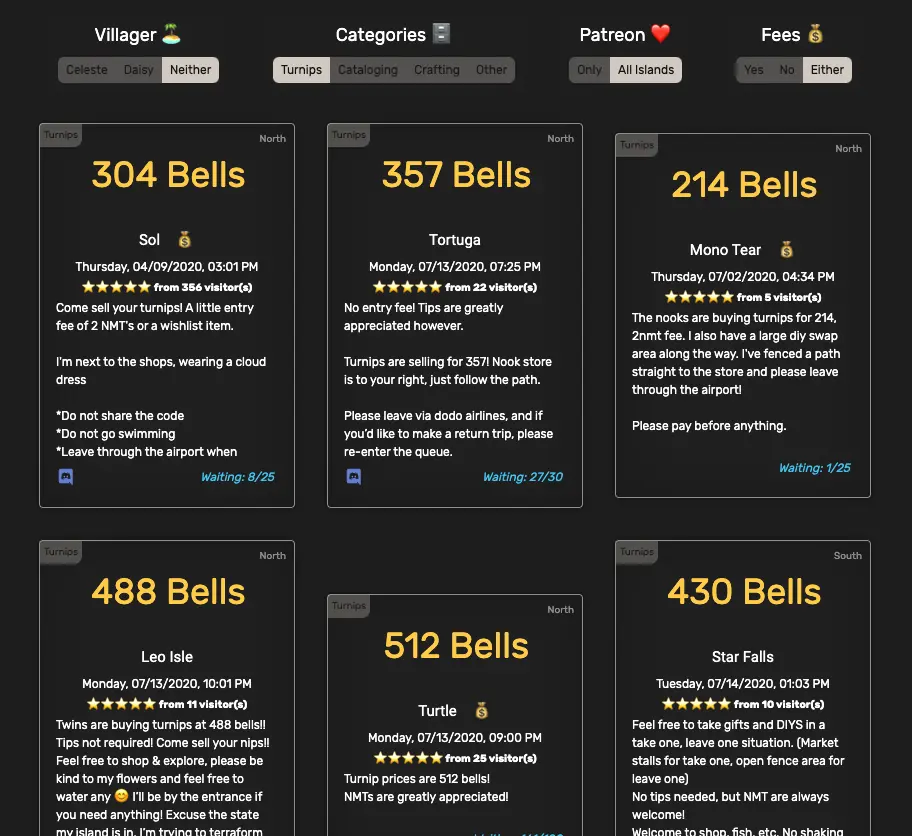 Villager 🏝️
Categories 🗄️
Patreon ❤️
Fees 💰
Celeste Daisy Neither
Turnips Cataloging Crafting Other
Only All Islands
Yes No Either
Turnips
North
304 Bells
Sol 💰
Thursday, 04/09/2020, 03:01 PM
⭐⭐⭐⭐⭐ from 356 visitor(s)
Come sell your turnips! A little entry
fee of 2 NMT's or a wishlist item.
I'm next to the shops, wearing a cloud
dress
*Do not share the code
*Do not go swimming
*Leave through the airport when
Waiting: 8/25
Turnips
North
357 Bells
Tortuga
Monday, 07/13/2020, 07:25 PM
⭐⭐⭐⭐⭐ from 22 visitor(s)
No entry fee! Tips are greatly
appreciated however.
Turnips are selling for 357! Nook store
is to your right, just follow the path.
Please leave via dodo airlines, and if
you'd like to make a return trip, please
re-enter the queue.
Waiting: 27/30
Turnips
North
214 Bells
Mono Tear 💰
Thursday, 07/02/2020, 04:34 PM
⭐⭐⭐⭐⭐ from 5 visitor(s)
The nooks are buying turnips for 214,
2nmt fee. I also have a large diy swap
area along the way. I've fenced a path
straight to the store and please leave
through the airport!
Please pay before anything.
Waiting: 1/25
Turnips
North
488 Bells
Leo Isle
Monday, 07/13/2020, 10:01 PM
⭐⭐⭐⭐⭐ from 11 visitor(s)
Twins are buying turnips at 488 bells!!
Tips not required! Come sell your nips!!
Feel free to shop & explore, please be
kind to my flowers and feel free to
water any 😊 I'll be by the entrance if
you need anything! Excuse the state
my island is in, I'm trying to terraform
Turnips
North
512 Bells
Turtle 💰
Monday, 07/13/2020, 09:00 PM
⭐⭐⭐⭐⭐ from 25 visitor(s)
Turnip prices are 512 bells!
NMTs are greatly appreciated!
Turnips
South
430 Bells
Star Falls
Tuesday, 07/14/2020, 01:03 PM
⭐⭐⭐⭐⭐ from 10 visitor(s)
Feel free to take gifts and DIYS in a
take one, leave one situation. (Market
stalls for take one, open fence area for
leave one)
No tips needed, but NMT are always
welcome!
Welcome to shop, fish, etc. No shaking